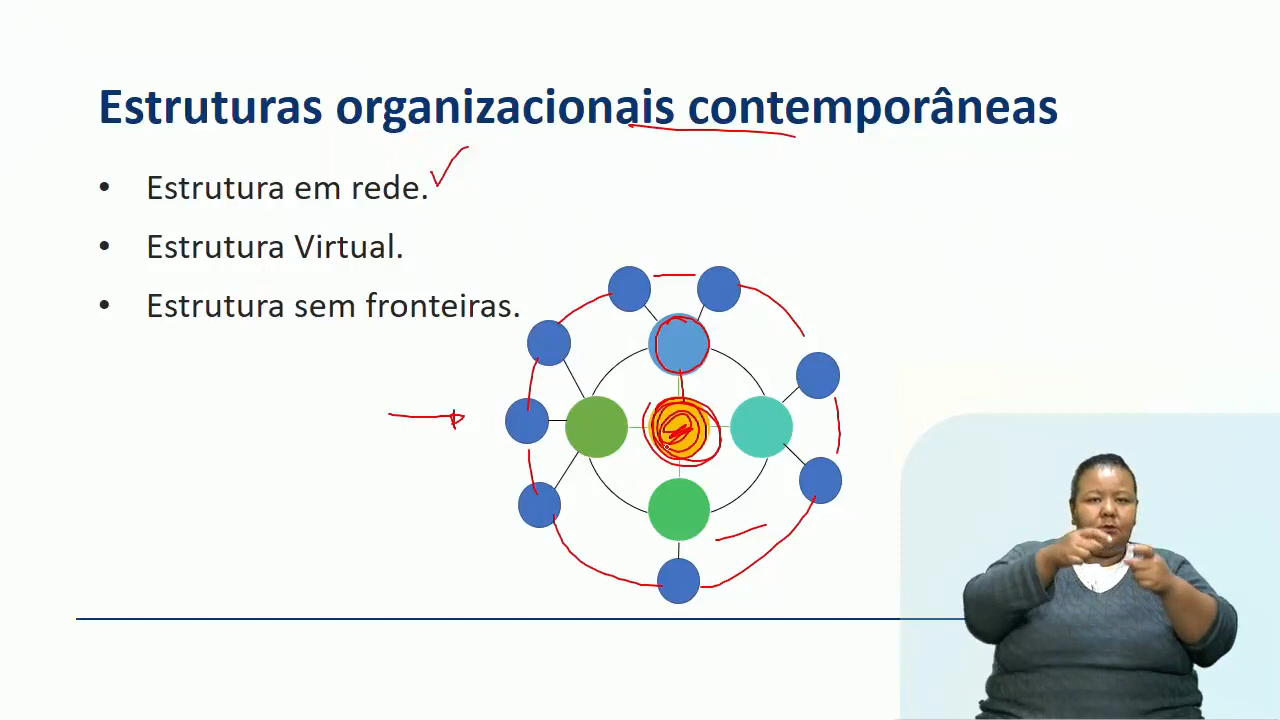 Estruturas organizacionais contemporâneas
• Estrutura em rede.
• Estrutura Virtual.
• Estrutura sem fronteiras.